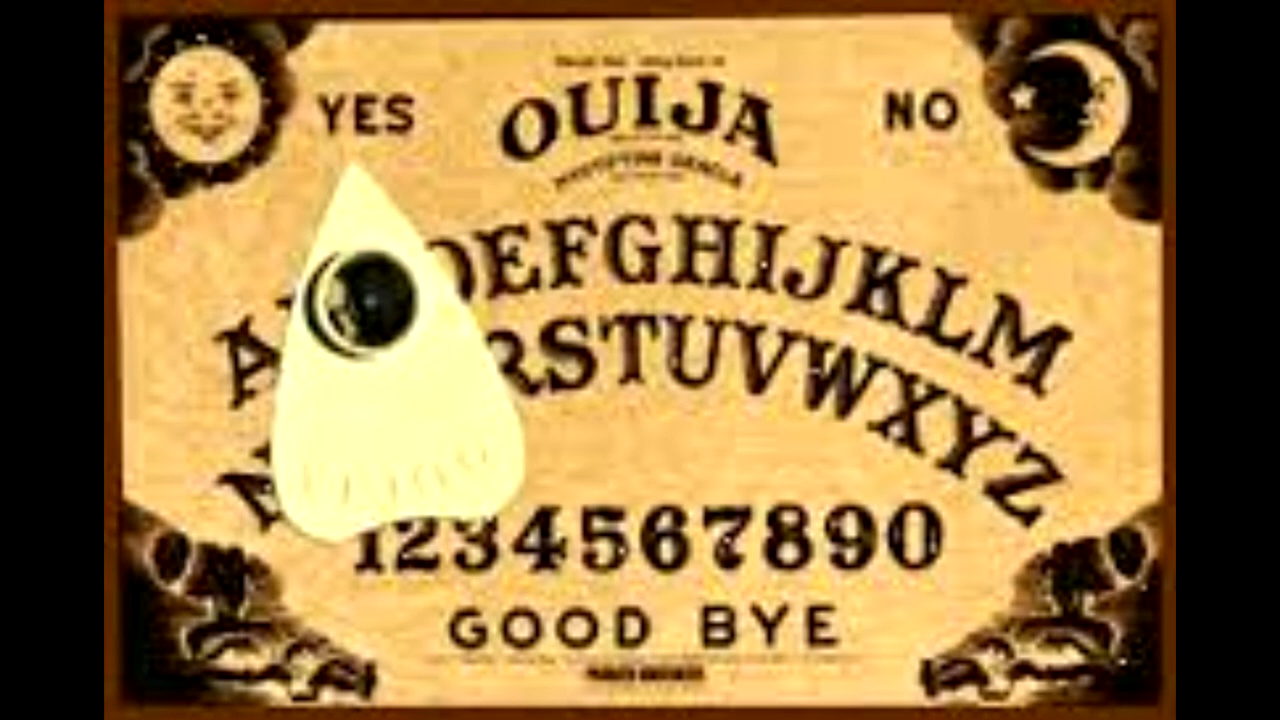 YES
OUIJA
NO
A DEFGHIJKLM
N RSTUVWXYZ
1234567890
GOOD BYE